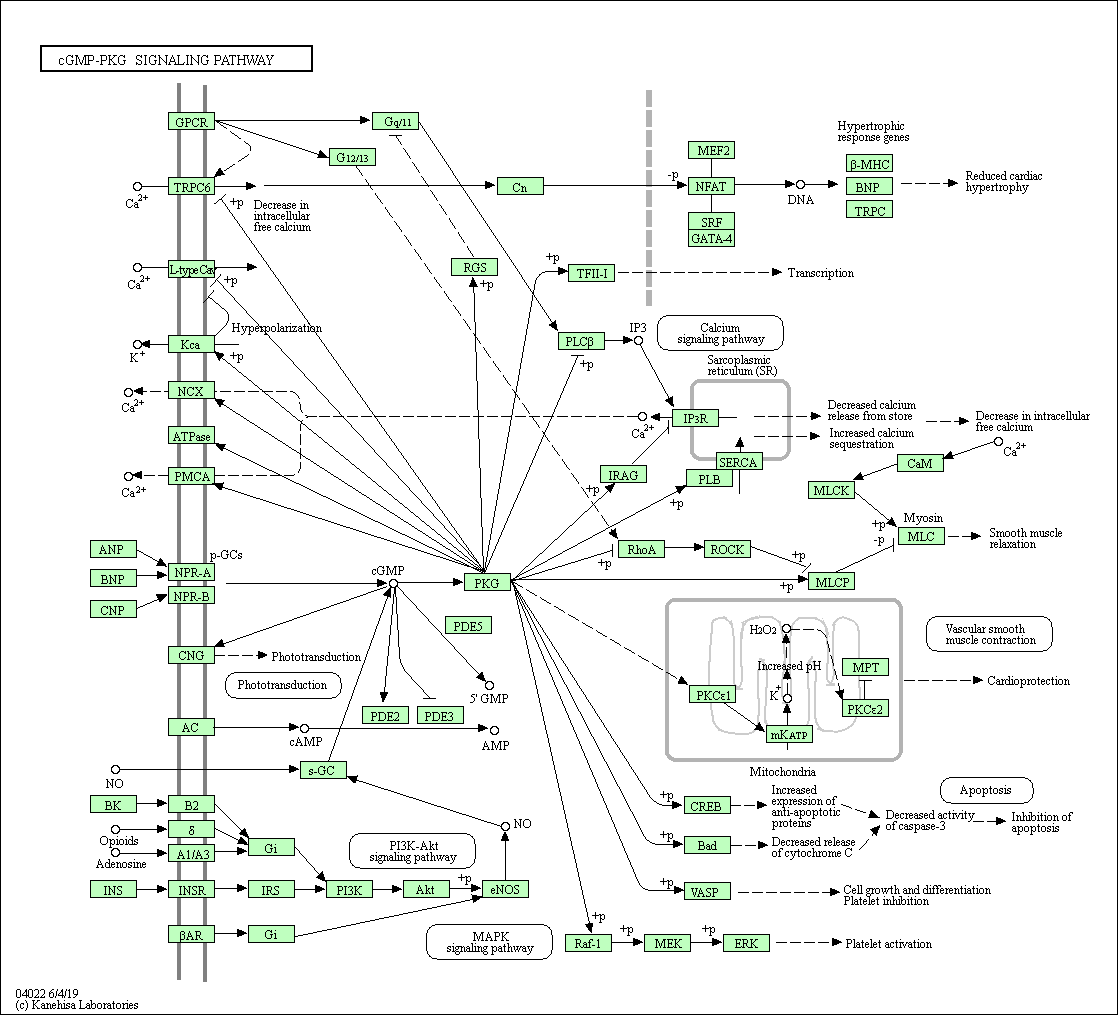 cGMP-PKG SIGNALING PATHWAY
GPCR
Gq/11
G12/13
TRPC6
Ca2+
+p
Decrease in
intracellular
free calcium
Cn
-p
MEF2
NFAT
SRF
GATA-4
DNA
Hypertrophic
response genes
β-MHC
BNP
TRPC
Reduced cardiac
hypertrophy
L-typeCav
Ca2+
+p
RGS
+p
+p
TFII-I
Transcription
Hyperpolarization
Kca
K+
+p
PLCβ
+p
IP3
Calcium
signaling pathway
Sarcoplasmic
reticulum (SR)
NCX
Ca2+
Ca2+
IP3R
Decreased calcium
release from store
Increased calcium
sequestration
Decrease in intracellular
free calcium
ATPase
PMCA
Ca2+
IRAG
+p
SERCA
PLB
+p
CaM
Ca2+
MLCK
+p
-p
Myosin
MLC
Smooth muscle
relaxation
ANP
BNP
CNP
p-GCs
NPR-A
NPR-B
cGMP
PKG
RhoA
+p
ROCK
+p
MLCP
+p
PDE5
CNG
Phototransduction
Phototransduction
5' GMP
PDE2
PDE3
H2O2
Increased pH
K+
MPT
PKCε1
PKCε2
mKATP
Mitochondria
Vascular smooth
muscle contraction
Cardioprotection
AC
cAMP
AMP
NO
s-GC
BK
B2
Opioids
δ
Adenosine
A1/A3
Gi
NO
PI3K-Akt
signaling pathway
INS
INSR
IRS
PI3K
Akt
+p
eNOS
βAR
Gi
MAPK
signaling pathway
+p
CREB
Increased
expression of
anti-apoptotic
proteins
+p
Bad
Decreased release
of cytochrome C
Apoptosis
Decreased activity
of caspase-3
Inhibition of
apoptosis
+p
VASP
Cell growth and differentiation
Platelet inhibition
+p
Raf-1
+p
MEK
+p
ERK
Platelet activation
04022 6/4/19
(c) Kanehisa Laboratories